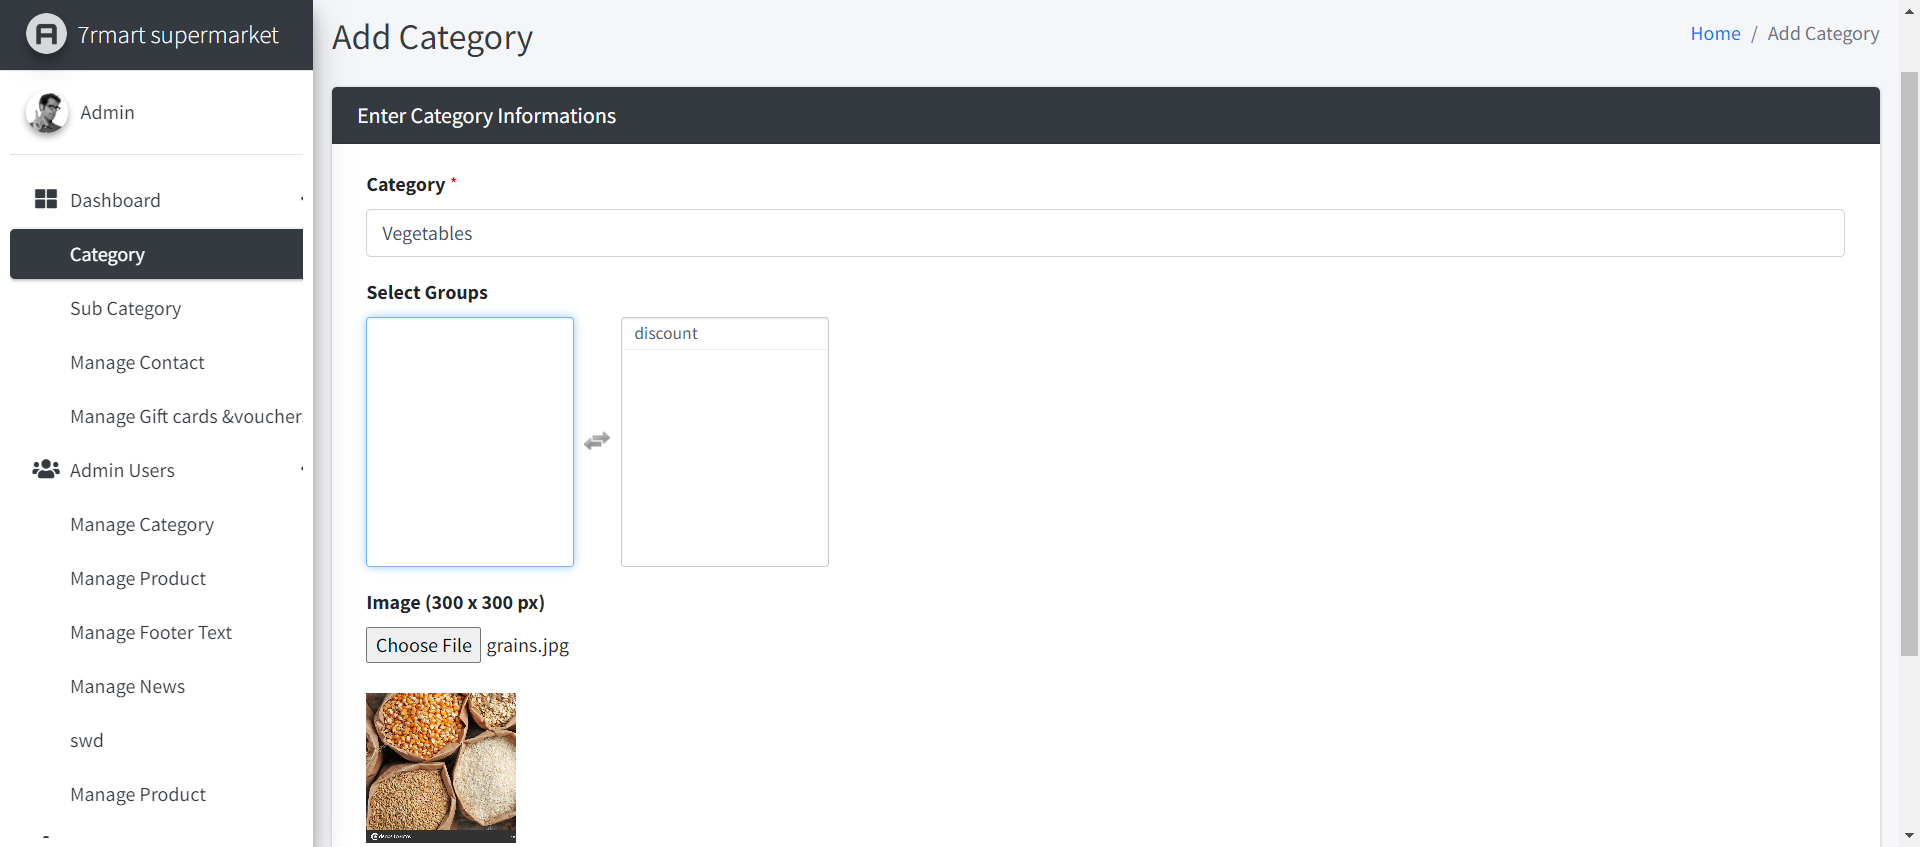 7rmart supermarket
Admin
Dashboard
Category
Sub Category
Manage Contact
Manage Gift cards &voucher
Admin Users
Manage Category
Manage Product
Manage Footer Text
Manage News
swd
Manage Product
Add Category
Home / Add Category
Enter Category Informations
Category *
Vegetables
Select Groups
discount
Image (300 x 300 px)
Choose File grains.jpg